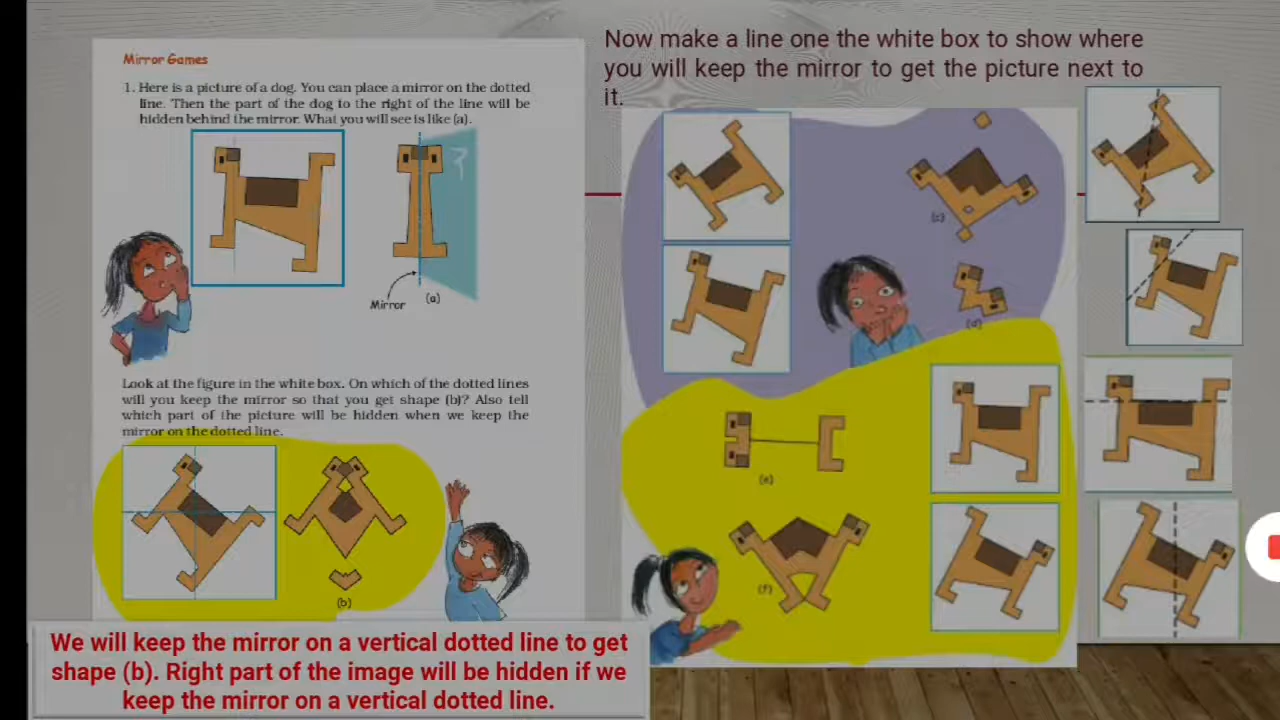 Mirror Games
1. Here is a picture of a dog. You can place a mirror on the dotted
line. Then the part of the dog to the right of the line will be
hidden behind the mirror. What you will see is like (a).
Mirror
(a)
Look at the figure in the white box. On which of the dotted lines
will you keep the mirror so that you get shape (b)? Also tell
which part of the picture will be hidden when we keep the
mirror on the dotted line.
(b)
We will keep the mirror on a vertical dotted line to get
shape (b). Right part of the image will be hidden if we
keep the mirror on a vertical dotted line.
Now make a line one the white box to show where
you will keep the mirror to get the picture next to
it.
(c)
(d)
(e)
(f)